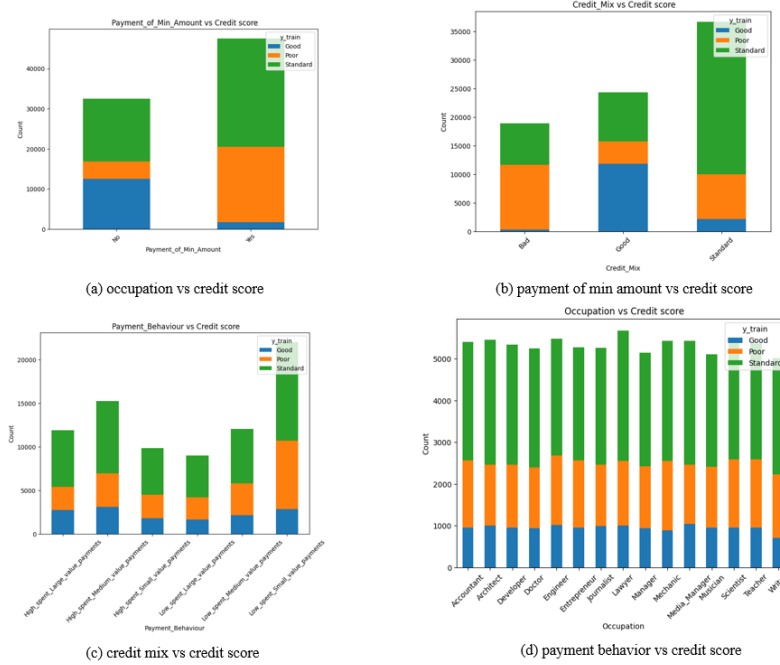 Payment_of_Min_Amount vs Credit score
y_train
Good
Poor
Standard
40000
30000
20000
10000
0
Count
No
Yes
Payment_of_Min_Amount
(a) occupation vs credit score
Credit_Mix vs Credit score
y_train
Good
Poor
Standard
35000
30000
25000
20000
15000
10000
5000
0
Count
Bad
Good
Standard
Credit_Mix
(b) payment of min amount vs credit score
Payment_Behaviour vs Credit score
y_train
Good
Poor
Standard
20000
15000
10000
5000
0
Count
High_spent_Large_value_payments
High_spent_Medium_value_payments
High_spent_Small_value_payments
Low_spent_Large_value_payments
Low_spent_Medium_value_payments
Low_spent_Small_value_payments
Payment_Behaviour
(c) credit mix vs credit score
Occupation vs Credit score
y_train
Good
Poor
Standard
5000
4000
3000
2000
1000
0
Count
Accountant
Architect
Developer
Doctor
Engineer
Entrepreneur
Journalist
Lawyer
Manager
Mechanic
Media_Manager
Musician
Scientist
Teacher
Occupation
(d) payment behavior vs credit score